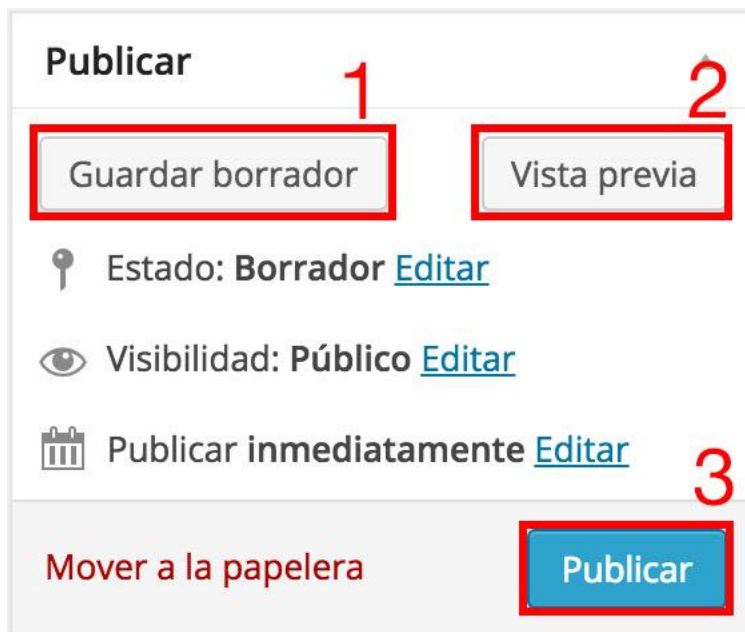 Publicar
1
2
Guardar borrador
Vista previa
Estado: Borrador Editar
Visibilidad: Público Editar
Publicar inmediatamente Editar
3
Mover a la papelera
Publicar